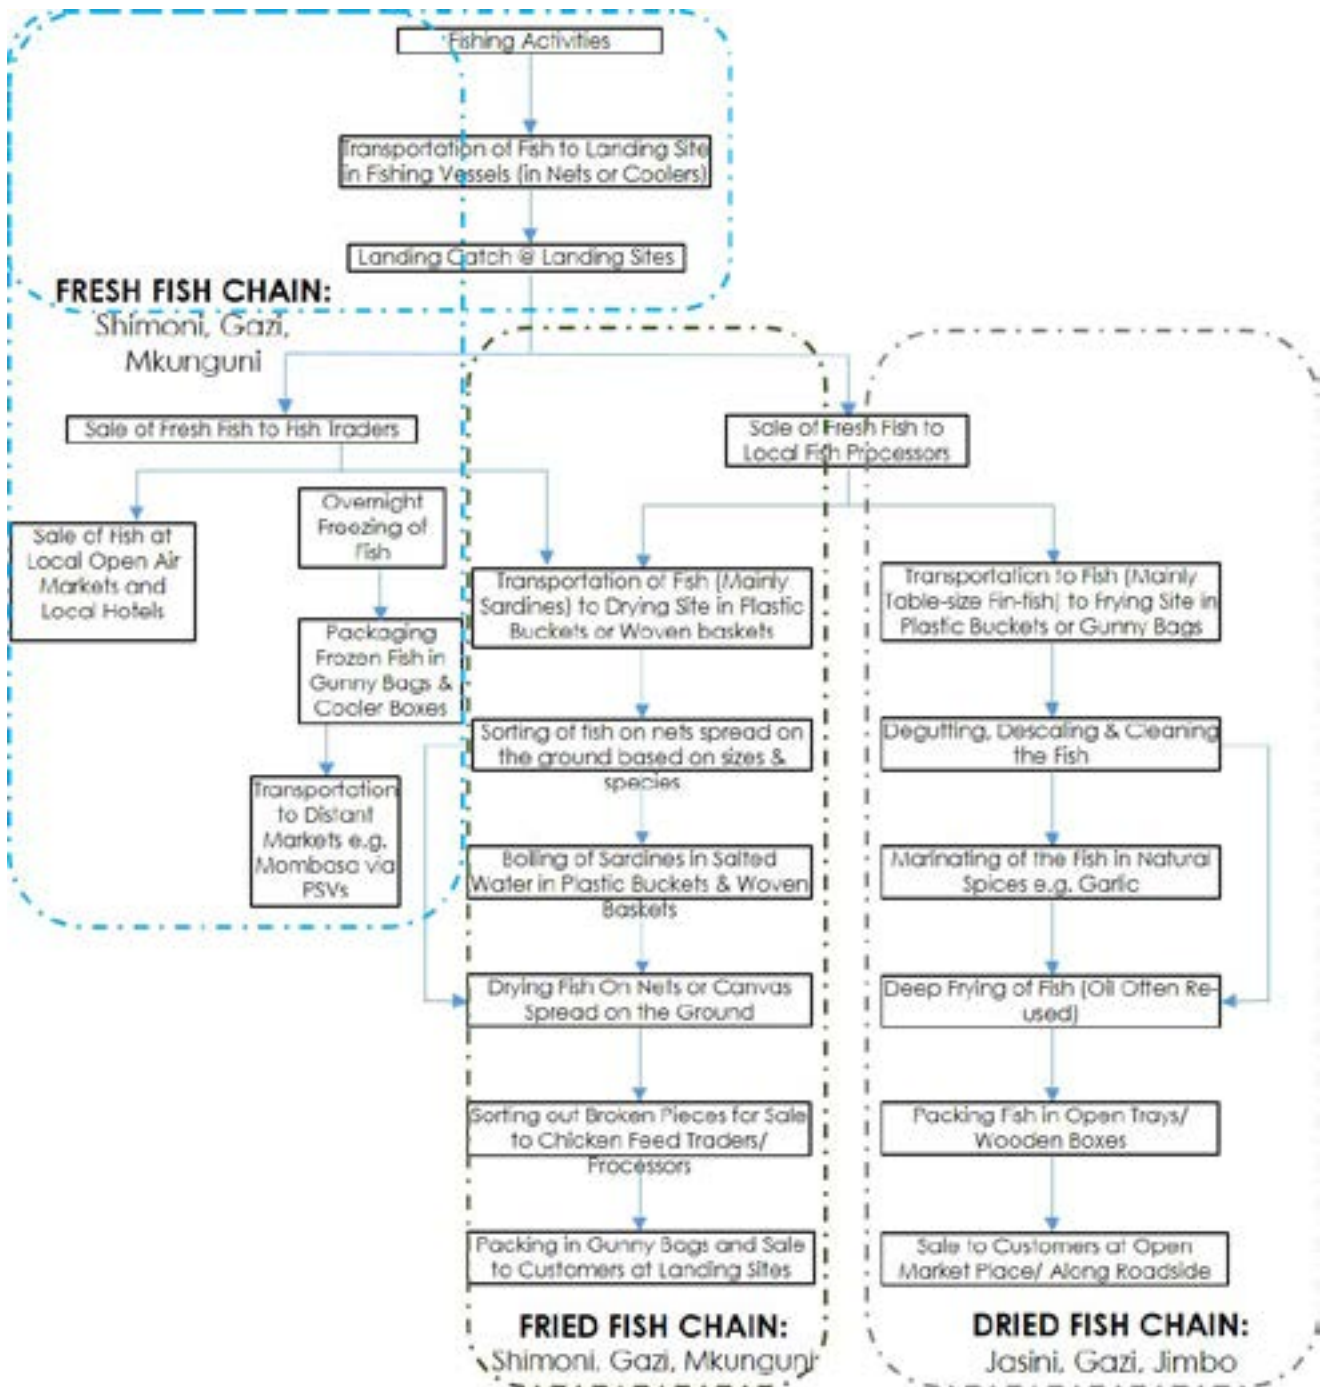 Fishing Activities
Transportation of Fish to Landing Site
in Fishing Vessels (in Nets or Coolers)
Landing Catch @ Landing Sites
FRESH FISH CHAIN:
Shimoni, Gazi,
Mkunguni
Sale of Fresh Fish to Fish Traders
Sale of Fresh Fish to
Local Fish Processors
Sale of Fish at
Local Open Air
Markets and
Local Hotels
Overnight
Freezing of
Fish
Packaging
Frozen Fish in
Gunny Bags &
Cooler Boxes
Transportation
to Distant
Markets e.g.
Mombasa via
PSVs
Transportation of Fish (Mainly
Sardines) to Drying Site in Plastic
Buckets or Woven baskets
Sorting of fish on nets spread on
the ground based on sizes &
species
Boiling of Sardines in Salted
Water in Plastic Buckets & Woven
Baskets
Drying Fish On Nets or Canvas
Spread on the Ground
Sorting out Broken Pieces for Sale
to Chicken Feed Traders/
Processors
Packing in Gunny Bags and Sale
to Customers at Landing Sites
FRIED FISH CHAIN:
Shimoni, Gazi, Mkunguni
Transportation to Fish (Mainly
Table-size Fin-fish) to Frying Site in
Plastic Buckets or Gunny Bags
Degutting, Descaling & Cleaning
the Fish
Marinating of the Fish in Natural
Spices e.g. Garlic
Deep Frying of Fish (Oil Often Re-
used)
Packing Fish in Open Trays/
Wooden Boxes
Sale to Customers at Open
Market Place/ Along Roadside
DRIED FISH CHAIN:
Jasini, Gazi, Jimbo